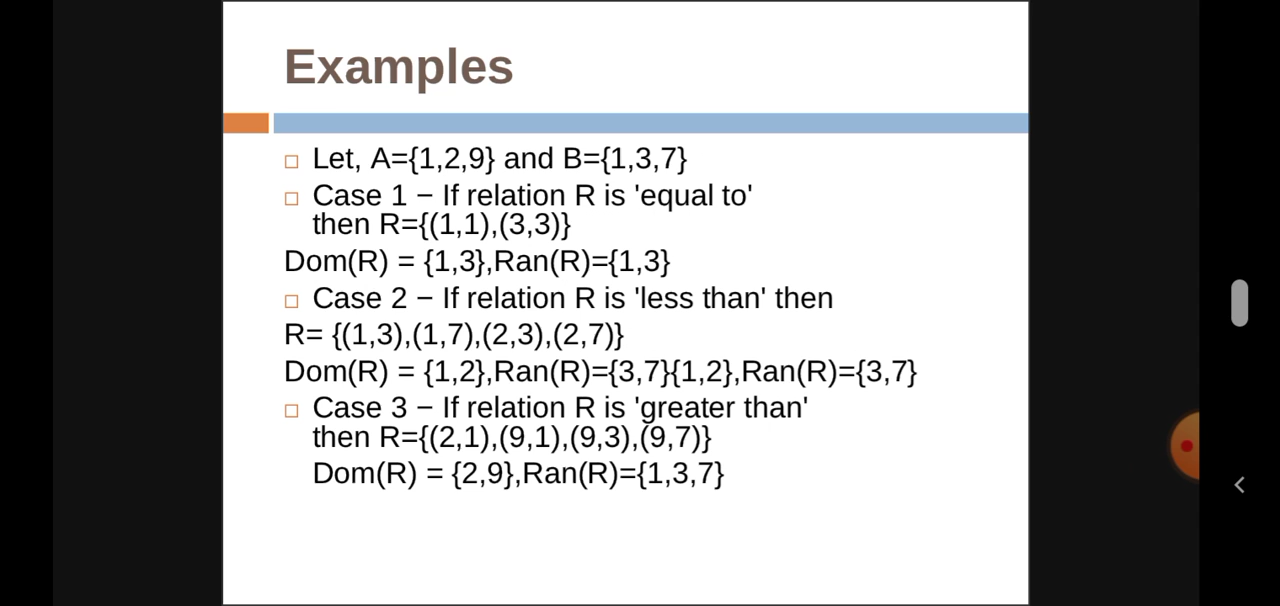 Examples
Let, A={1,2,9} and B={1,3,7}
Case 1 − If relation R is 'equal to'
then R={(1,1),(3,3)}
Dom(R) = {1,3},Ran(R)={1,3}
Case 2 − If relation R is 'less than' then
R= {(1,3),(1,7),(2,3),(2,7)}
Dom(R) = {1,2},Ran(R)={3,7}{1,2},Ran(R)={3,7}
Case 3 − If relation R is 'greater than'
then R={(2,1),(9,1),(9,3),(9,7)}
Dom(R) = {2,9},Ran(R)={1,3,7}